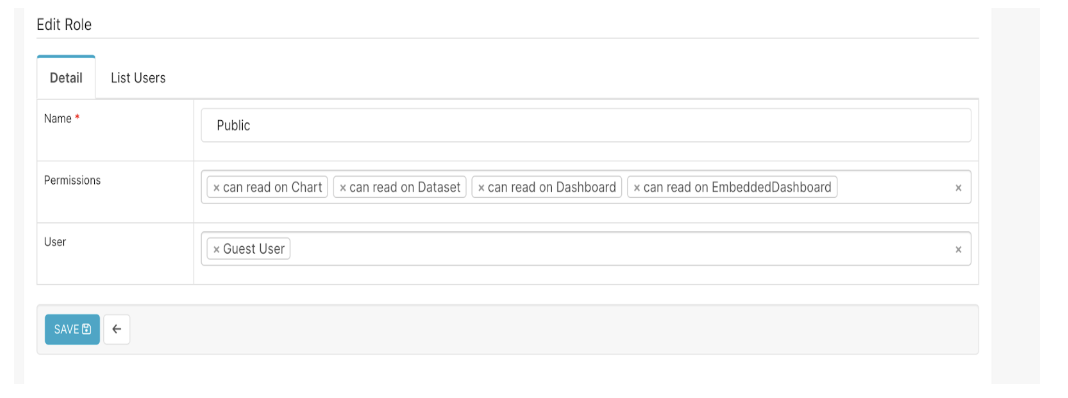 Edit Role
Detail List Users
Name * Public
Permissions × can read on Chart × can read on Dataset × can read on Dashboard × can read on EmbeddedDashboard ×
User × Guest User ×
SAVE